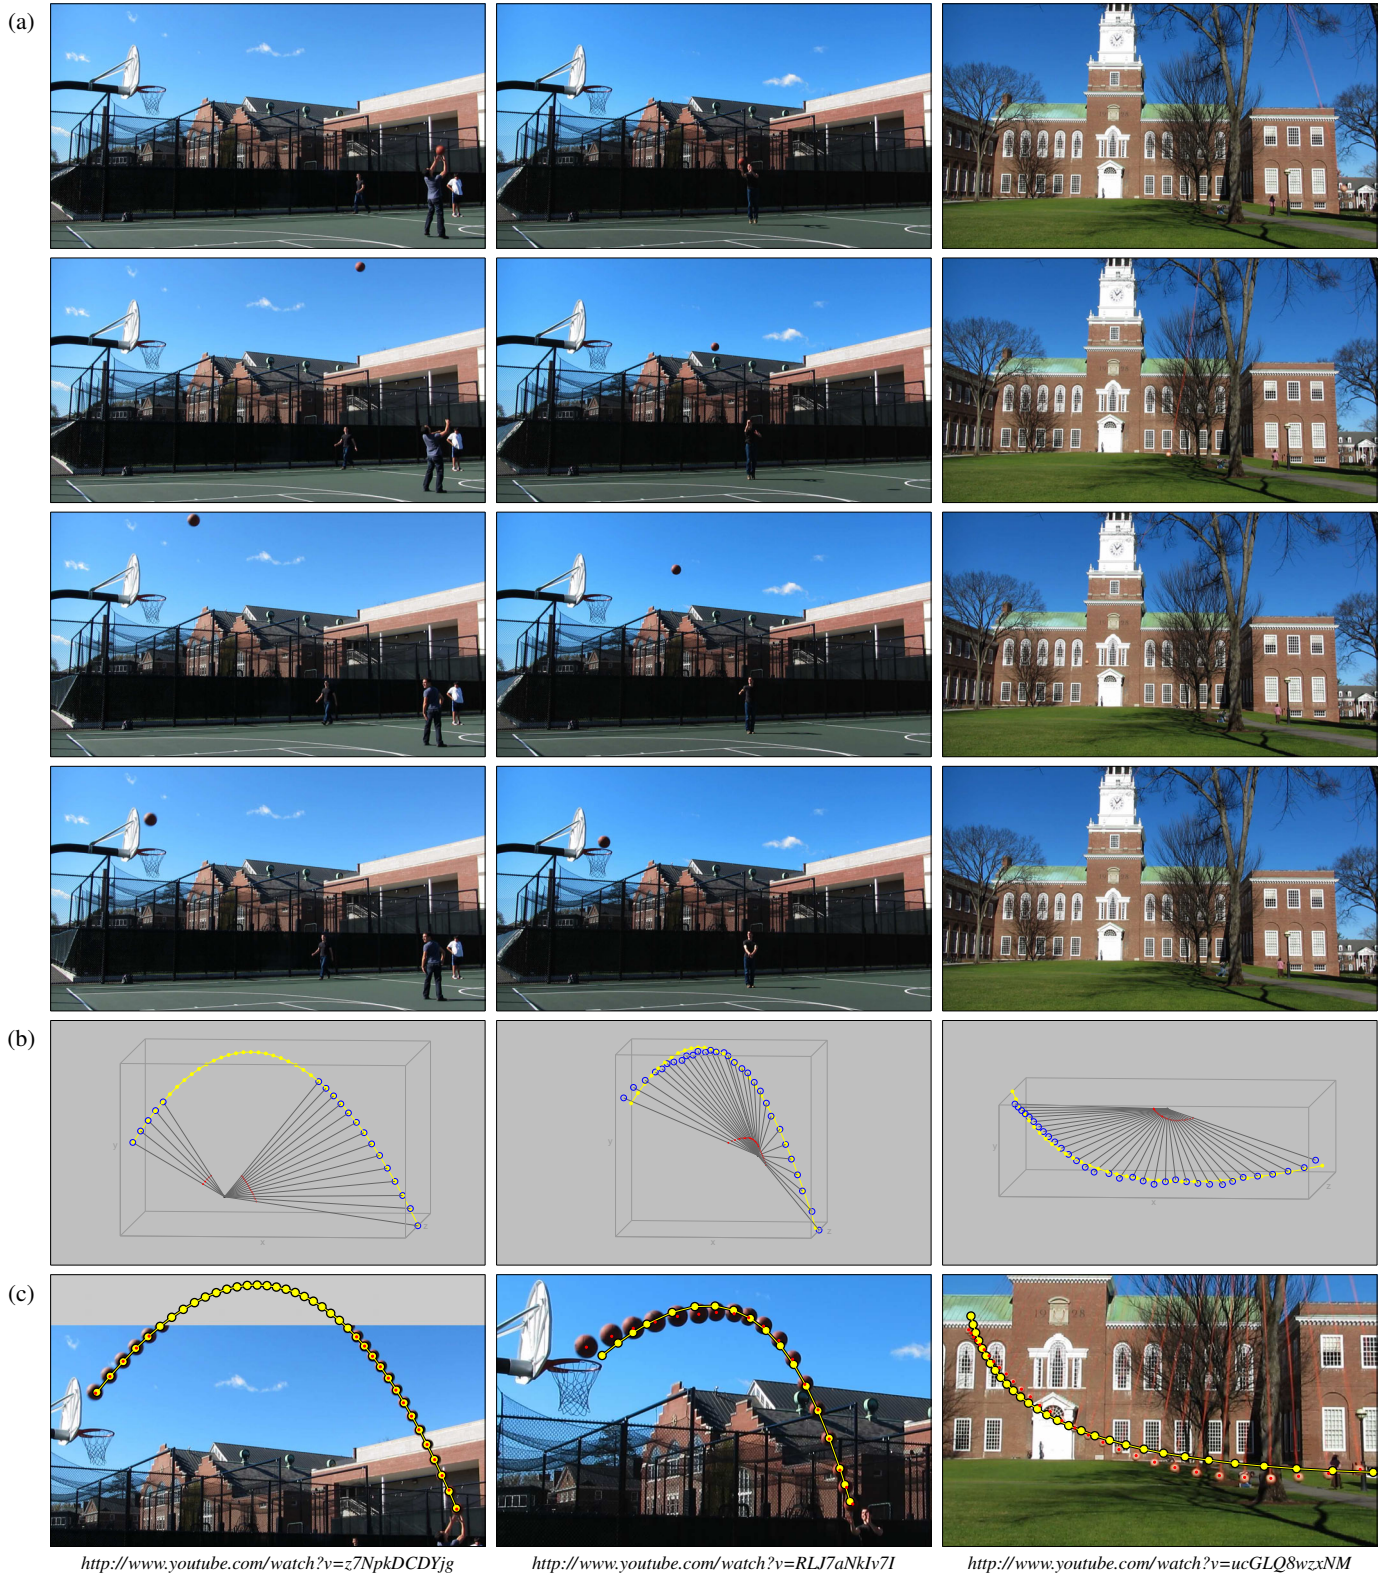 (a)
(b)
y
x
z
y
x
z
y
x
z
(c)
http://www.youtube.com/watch?v=z7NpkDCDYjg
http://www.youtube.com/watch?v=RLJ7aNkIv7I
http://www.youtube.com/watch?v=ucGLQ8wzxNM